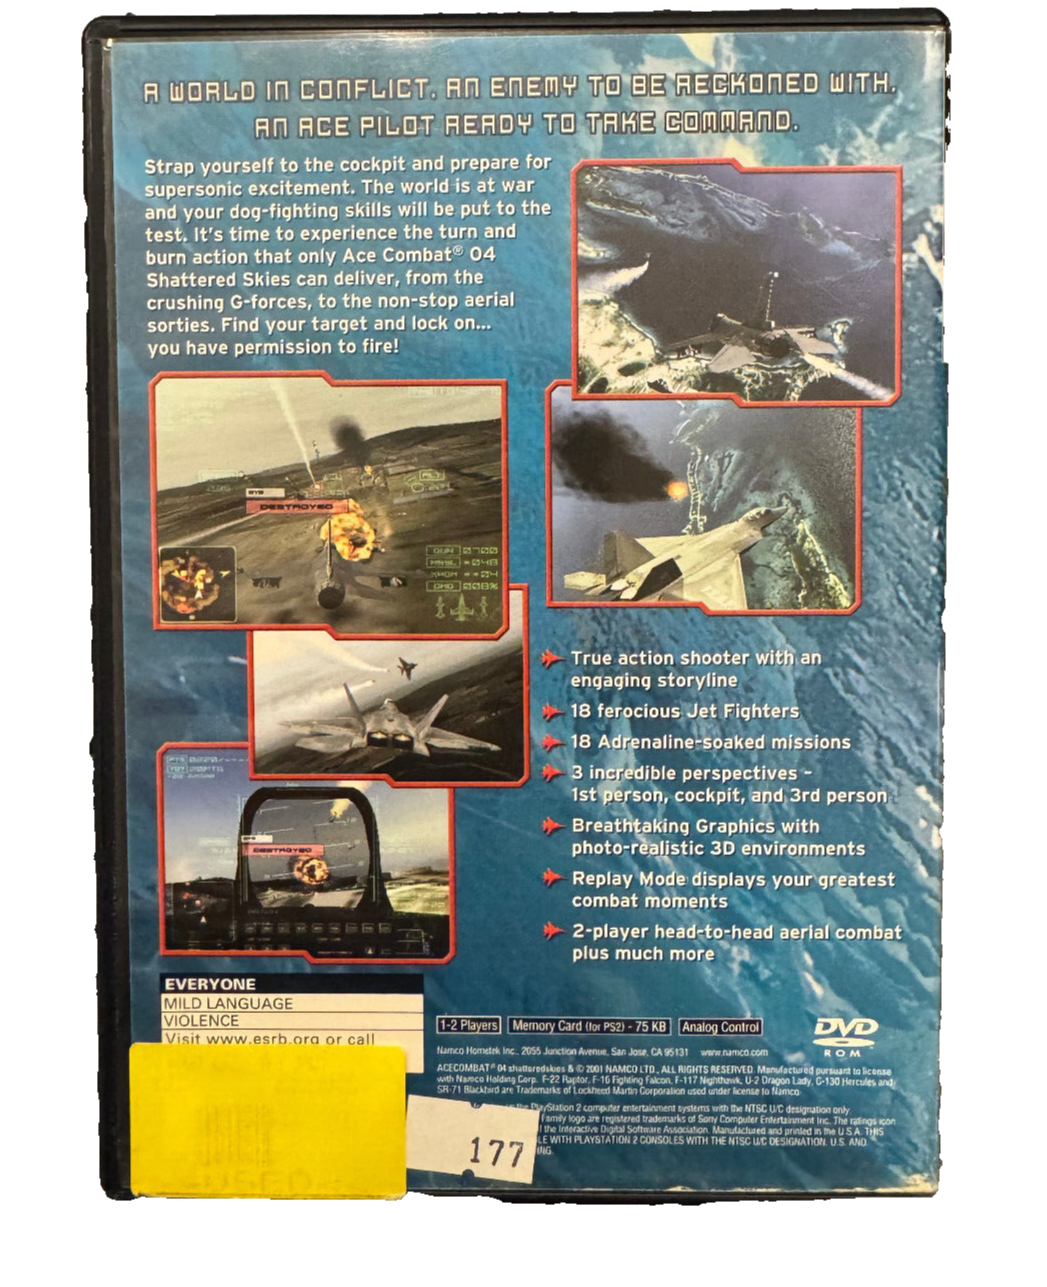 A WORLD IN CONFLICT. AN ENEMY TO BE RECKONED WITH.
AN ACE PILOT READY TO TAKE COMMAND.
Strap yourself to the cockpit and prepare for
supersonic excitement. The world is at war
and your dog-fighting skills will be put to the
test. It's time to experience the turn and
burn action that only Ace Combat® 04
Shattered Skies can deliver, from the
crushing G-forces, to the non-stop aerial
sorties. Find your target and lock on...
you have permission to fire!
DESTROYED
GUN 0700
DESTROYED
True action shooter with an
engaging storyline
18 ferocious Jet Fighters
18 Adrenaline-soaked missions
3 incredible perspectives -
1st person, cockpit, and 3rd person
Breathtaking Graphics with
photo-realistic 3D environments
Replay Mode displays your greatest
combat moments
2-player head-to-head aerial combat
plus much more
EVERYONE
MILD LANGUAGE
VIOLENCE
Visit www.esrb.org or call
1-2 Players Memory Card (for PS2) - 75 KB Analog Control
DVD
ROM
Namco Hometek Inc., 2055 Junction Avenue, San Jose, CA 95131 www.namco.com
ACECOMBAT® 04 shatteredskies & © 2001 NAMCO LTD., ALL RIGHTS RESERVED. Manufactured pursuant to license
with Namco Holding Corp. F-22 Raptor, F-16 Fighting Falcon, F-117 Nighthawk, U-2 Dragon Lady, C-130 Hercules and
SR-71 Blackbird are Trademarks of Lockheed Martin Corporation used under license to Namco.
the PlayStation 2 computer entertainment systems with the NTSC U/C designation only.
Family logo are registered trademarks of Sony Computer Entertainment Inc. The ratings icon
the Interactive Digital Software Association. Manufactured and printed in the U.S.A. THIS
WITH PLAYSTATION 2 CONSOLES WITH THE NTSC U/C DESIGNATION. U.S. AND
177